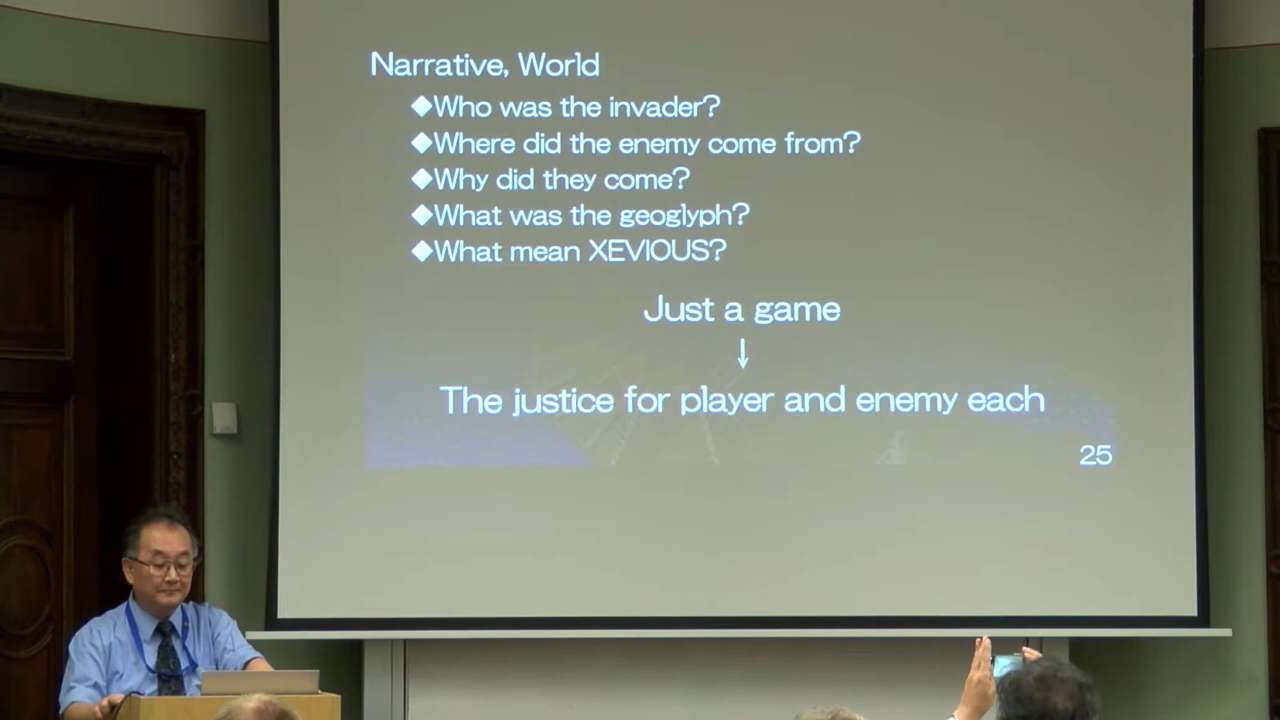 Narrative, World
◆Who was the invader?
◆Where did the enemy come from?
◆Why did they come?
◆What was the geoglyph?
◆What mean XEVIOUS?
Just a game
↓
The justice for player and enemy each
25